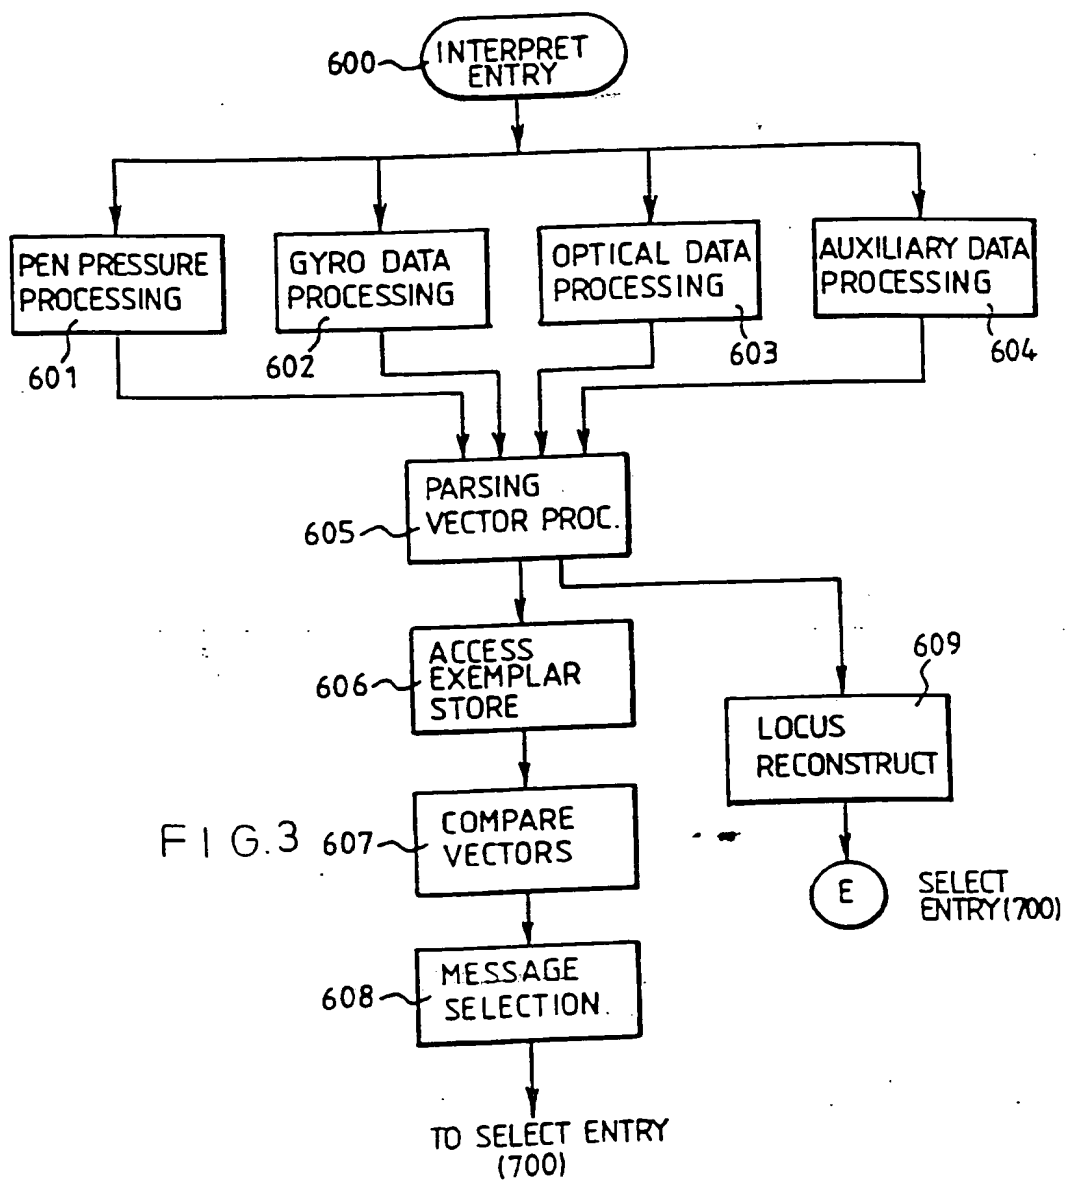 600
INTERPRET
ENTRY
PEN PRESSURE
PROCESSING
601
GYRO DATA
PROCESSING
602
OPTICAL DATA
PROCESSING
603
AUXILIARY DATA
PROCESSING
604
605
PARSING
VECTOR PROC.
606
ACCESS
EXEMPLAR
STORE
609
LOCUS
RECONSTRUCT
FIG.3
607
COMPARE
VECTORS
E
SELECT
ENTRY(700)
608
MESSAGE
SELECTION.
TO SELECT ENTRY
(700)